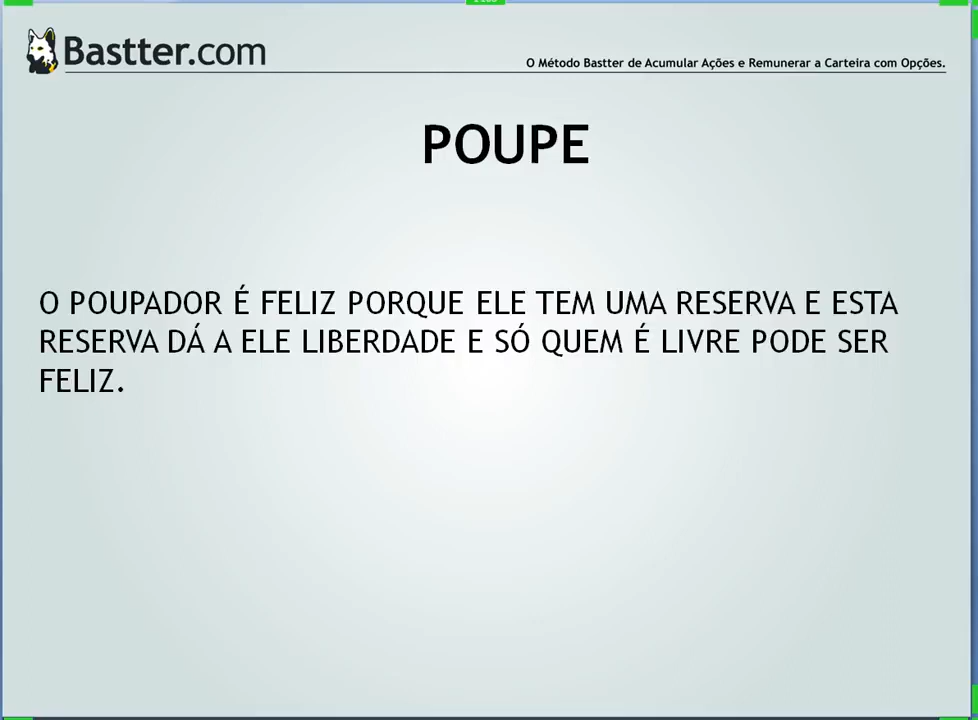 Bastter.com
O Método Bastter de Acumular Ações e Remunerar a Carteira com Opções.
POUPE
O POUPADOR É FELIZ PORQUE ELE TEM UMA RESERVA E ESTA
RESERVA DÁ A ELE LIBERDADE E SÓ QUEM É LIVRE PODE SER
FELIZ.